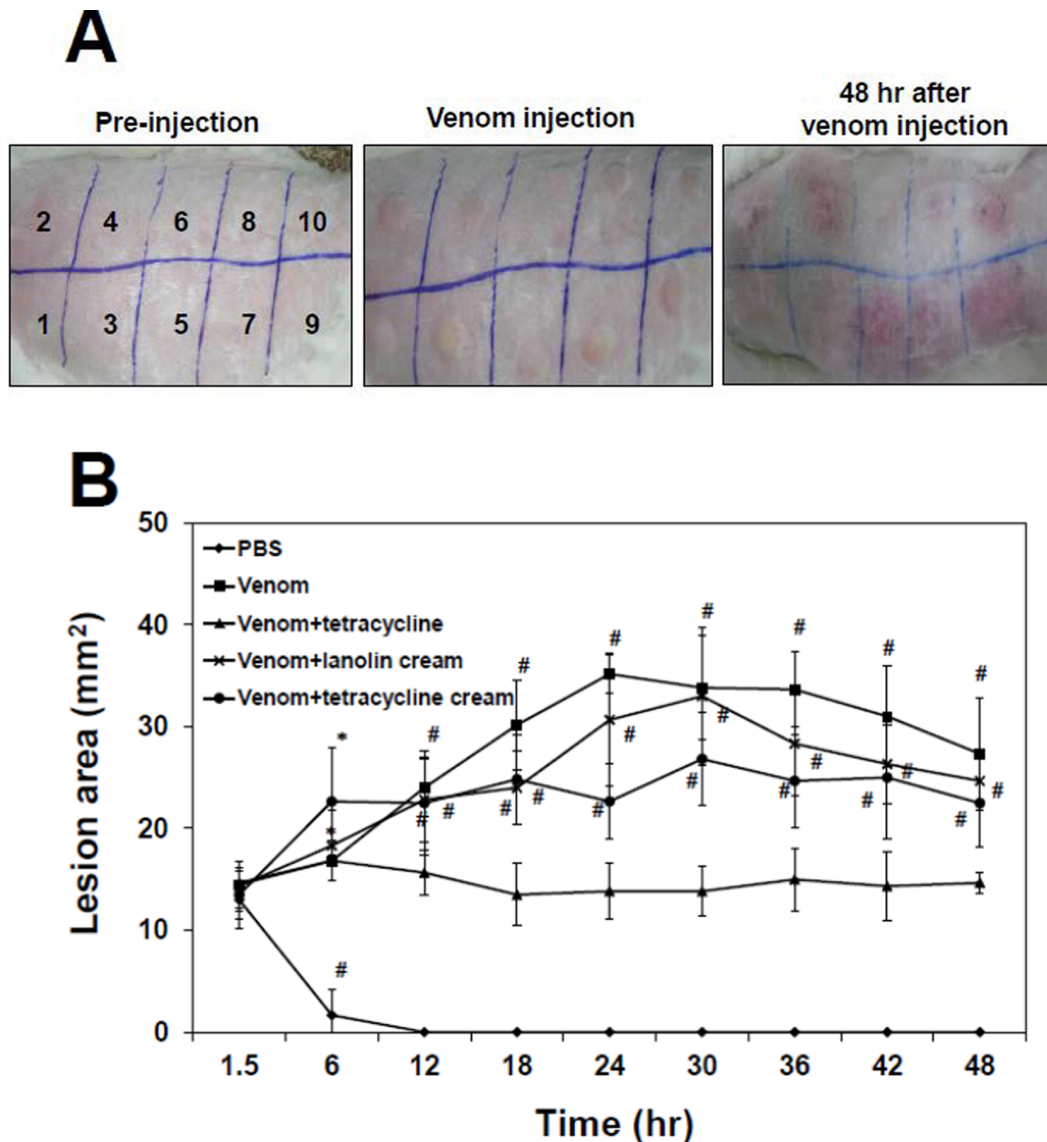 A
Pre-injection
Venom injection
48 hr after
venom injection
2 4 6 8 10
1 3 5 7 9
B
50
40
30
20
10
0
Lesion area (mm²)
PBS
Venom
Venom+tetracycline
Venom+lanolin cream
Venom+tetracycline cream
# # # # # # #
* # # # # # # #
* # # # # # # #
#
1.5 6 12 18 24 30 36 42 48
Time (hr)